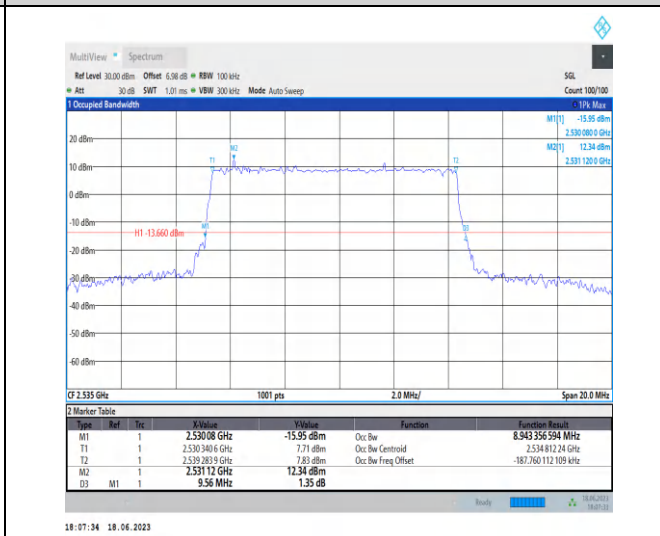 MultiView Spectrum
Ref Level 30.00 dBm Offset 6.98 dB RBW 100 kHz SGL
Att 30 dB SWT 1.01 ms VBW 300 kHz Mode Auto Sweep Count 100/100
1 Occupied Bandwidth 1Pk Max
M1[1] -15.95 dBm
2.530 080 0 GHz
M2[1] 12.34 dBm
2.531 120 0 GHz
20 dBm
M2
T1 T2
10 dBm
0 dBm
-10 dBm
M1
D3
H1 -13.660 dBm
-20 dBm
-30 dBm
-40 dBm
-50 dBm
-60 dBm
CF 2.535 GHz 1001 pts 2.0 MHz/ Span 20.0 MHz
2 Marker Table
Type Ref Trc X-Value Y-Value Function Function Result
M1 1 2.53008 GHz -15.95 dBm Occ Bw 8.943 356 594 MHz
T1 1 2.530 340 6 GHz 7.71 dBm Occ Bw Centroid 2.534 812 24 GHz
T2 1 2.539 283 9 GHz 7.83 dBm Occ Bw Freq Offset -187.760 112 109 kHz
M2 1 2.53112 GHz 12.34 dBm
D3 M1 1 9.56 MHz 1.35 dB
Ready 18.06.2023
18:07:33
18:07:34 18.06.2023